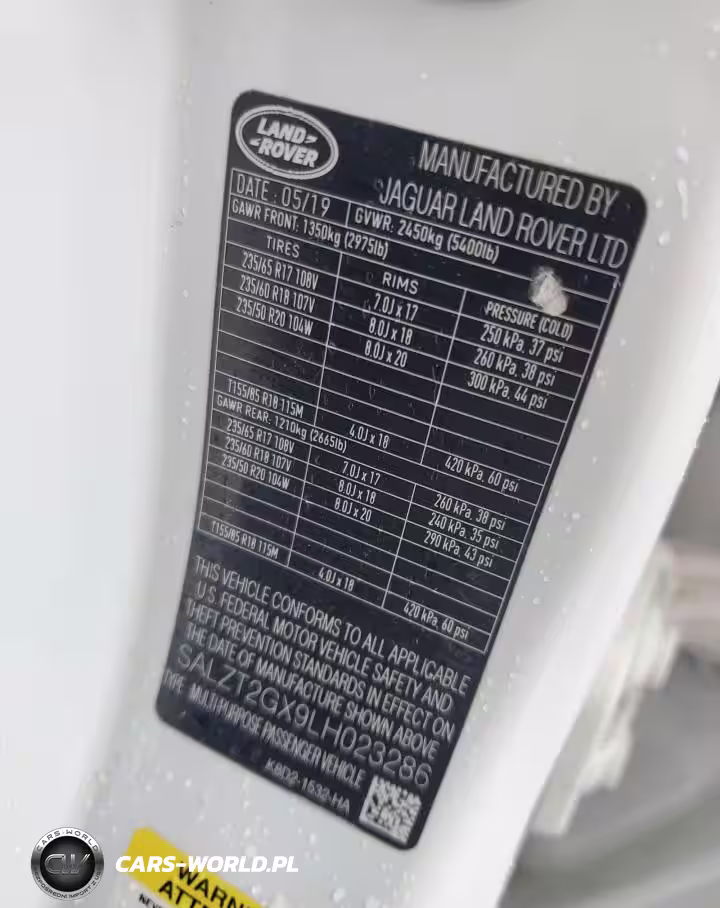 LAND-
-ROVER
MANUFACTURED BY
JAGUAR LAND ROVER LTD
DATE : 05/19 GVWR: 2450kg (5400lb)
GAWR FRONT: 1350kg (2975lb)
TIRES RIMS PRESSURE (COLD)
235/65 R17 108V 7.0J x 17 250 kPa, 37 psi
235/60 R18 107V 8.0J x 18 260 kPa, 38 psi
235/50 R20 104W 8.0J x 20 300 kPa, 44 psi
T155/85 R18 115M 4.0J x 18 420 kPa, 60 psi
GAWR REAR: 1210kg (2665lb)
235/65 R17 108V 7.0J x 17 260 kPa, 38 psi
235/60 R18 107V 8.0J x 18 240 kPa, 35 psi
235/50 R20 104W 8.0J x 20 290 kPa, 43 psi
T155/85 R18 115M 4.0J x 18 420 kPa, 60 psi
THIS VEHICLE CONFORMS TO ALL APPLICABLE
U.S. FEDERAL MOTOR VEHICLE SAFETY AND
THEFT PREVENTION STANDARDS IN EFFECT ON
THE DATE OF MANUFACTURE SHOWN ABOVE
SALZT2GX9LH023286
TYPE : MULTIPURPOSE PASSENGER VEHICLE
K8D2-1532-HA
CARS-WORLD
CW
CARS-WORLD.PL